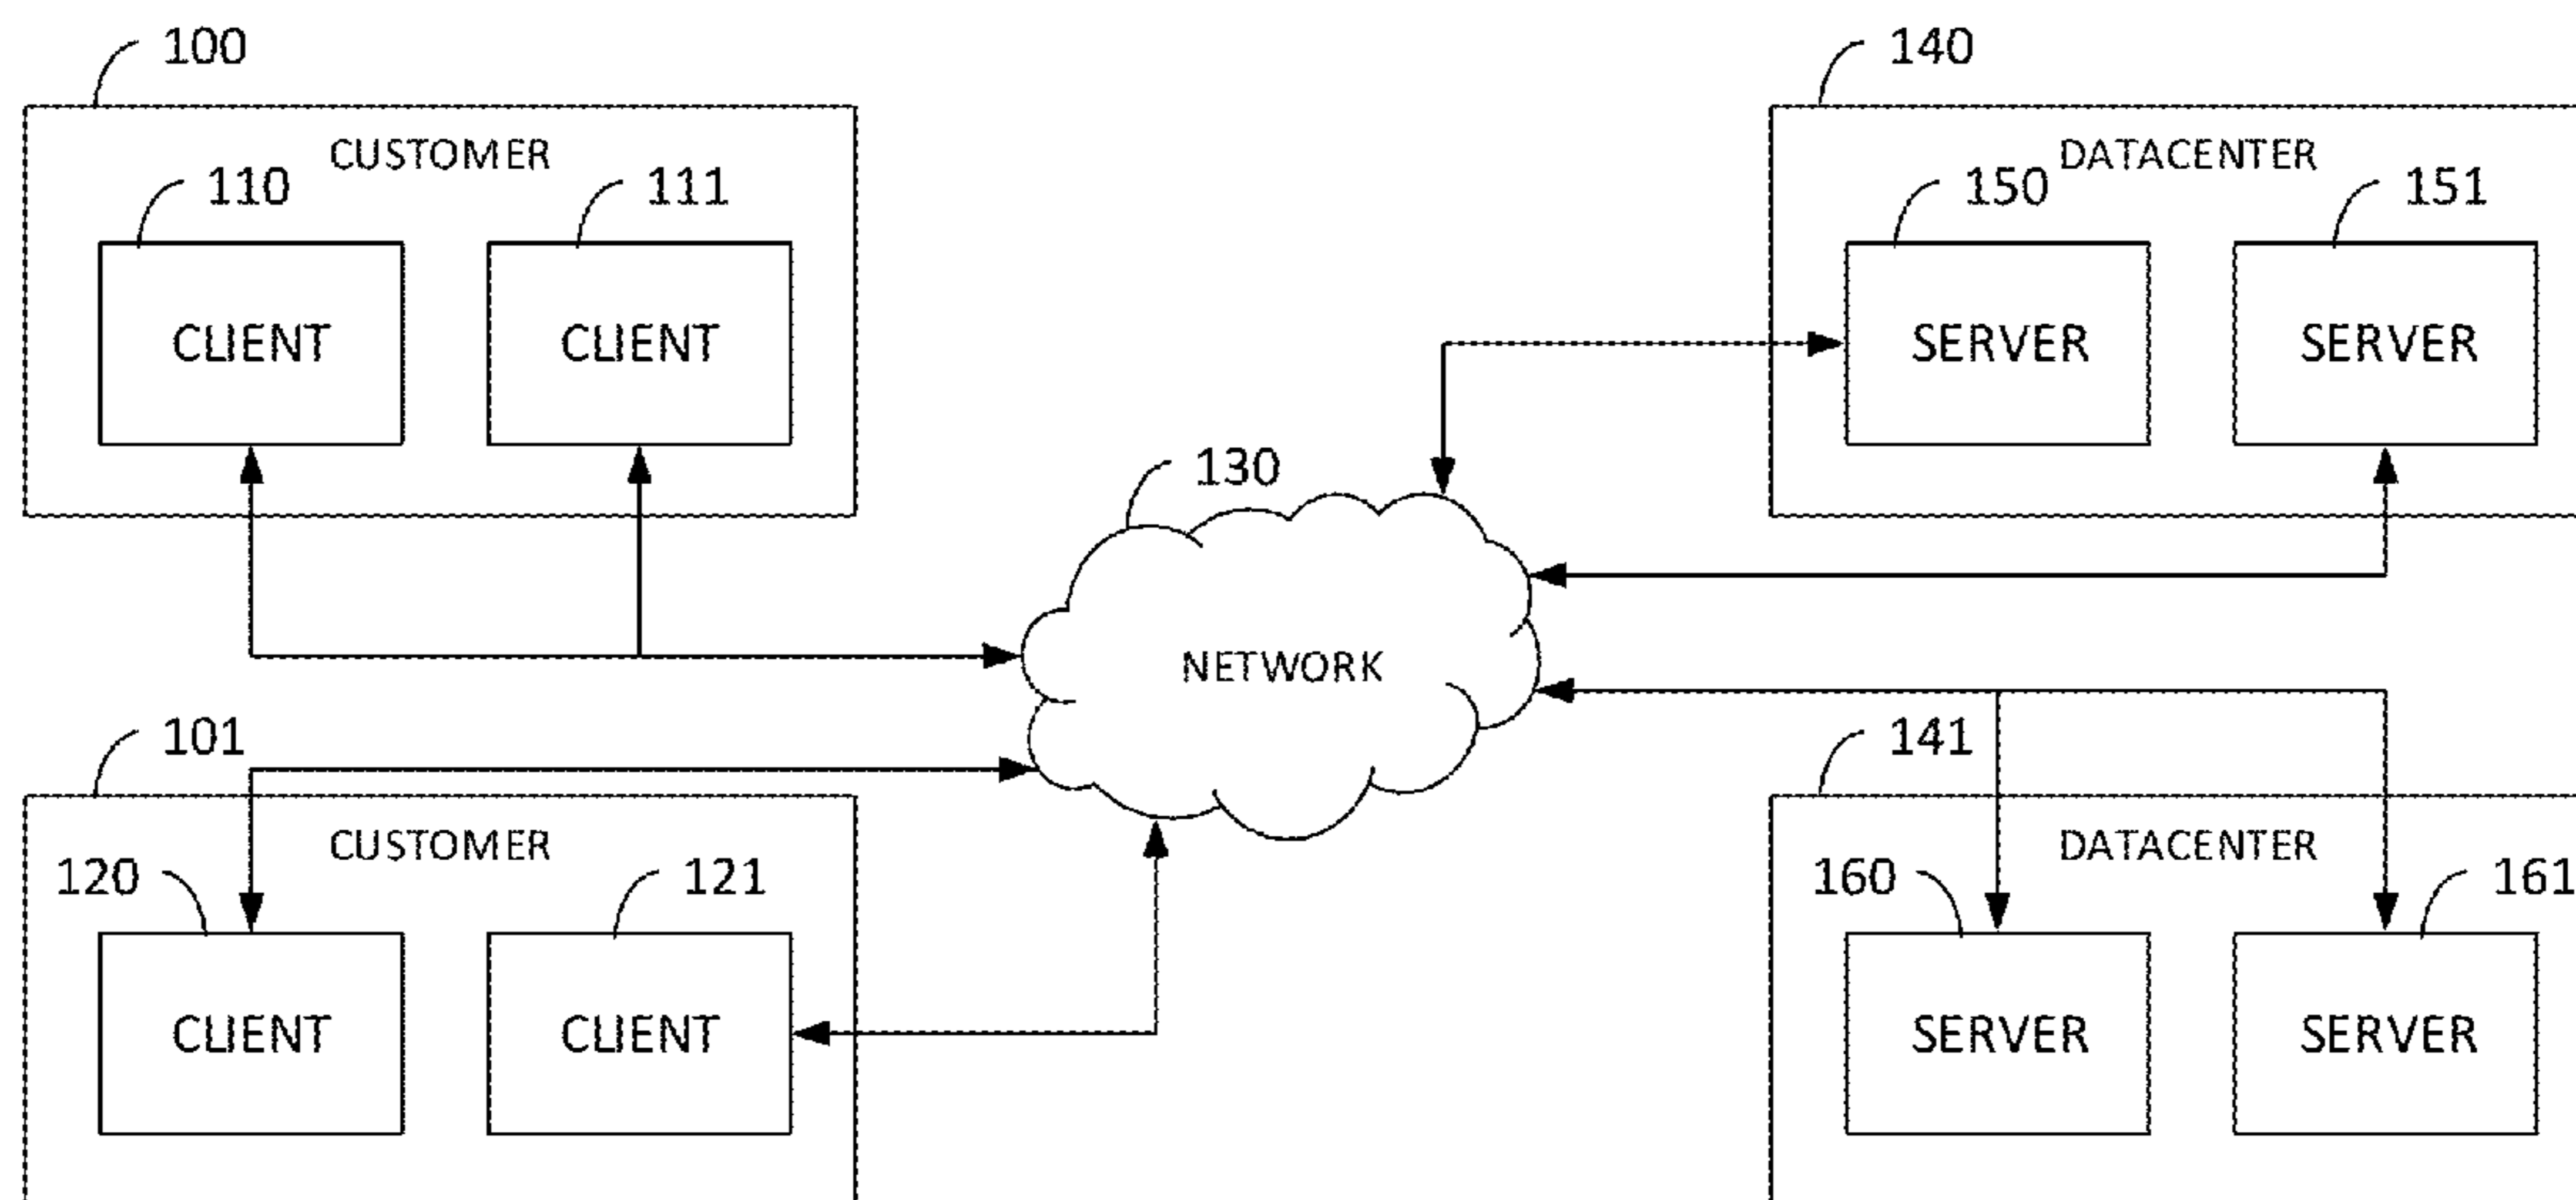 100
CUSTOMER
110
111
CLIENT
CLIENT
140
DATACENTER
150
151
SERVER
SERVER
130
NETWORK
101
CUSTOMER
120
121
CLIENT
CLIENT
141
DATACENTER
160
161
SERVER
SERVER